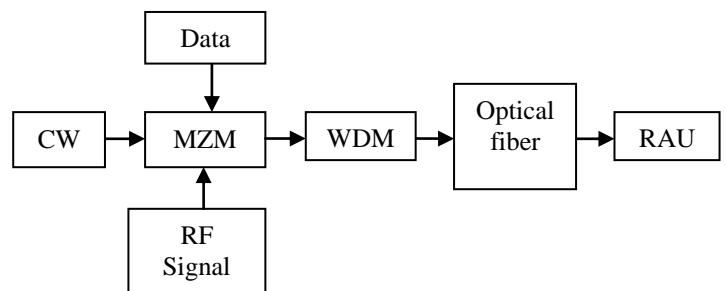 Data
CW
MZM
WDM
Optical
fiber
RAU
RF
Signal